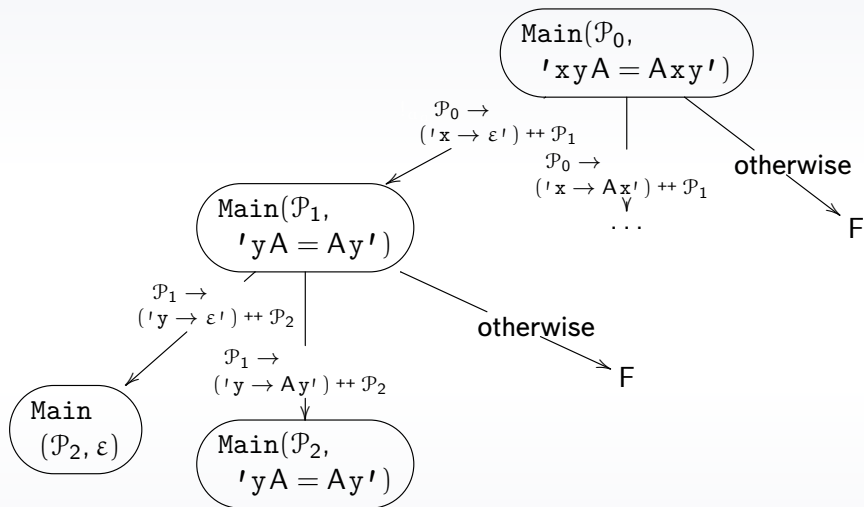 Main(𝒫₀,
'xyA = Axy')
𝒫₀ →
('x → ε') ++ 𝒫₁
𝒫₀ →
('x → Ax') ++ 𝒫₁
otherwise
. . .
F
Main(𝒫₁,
'yA = Ay')
𝒫₁ →
('y → ε') ++ 𝒫₂
𝒫₁ →
('y → Ay') ++ 𝒫₂
otherwise
F
Main
(𝒫₂, ε)
Main(𝒫₂,
'yA = Ay')